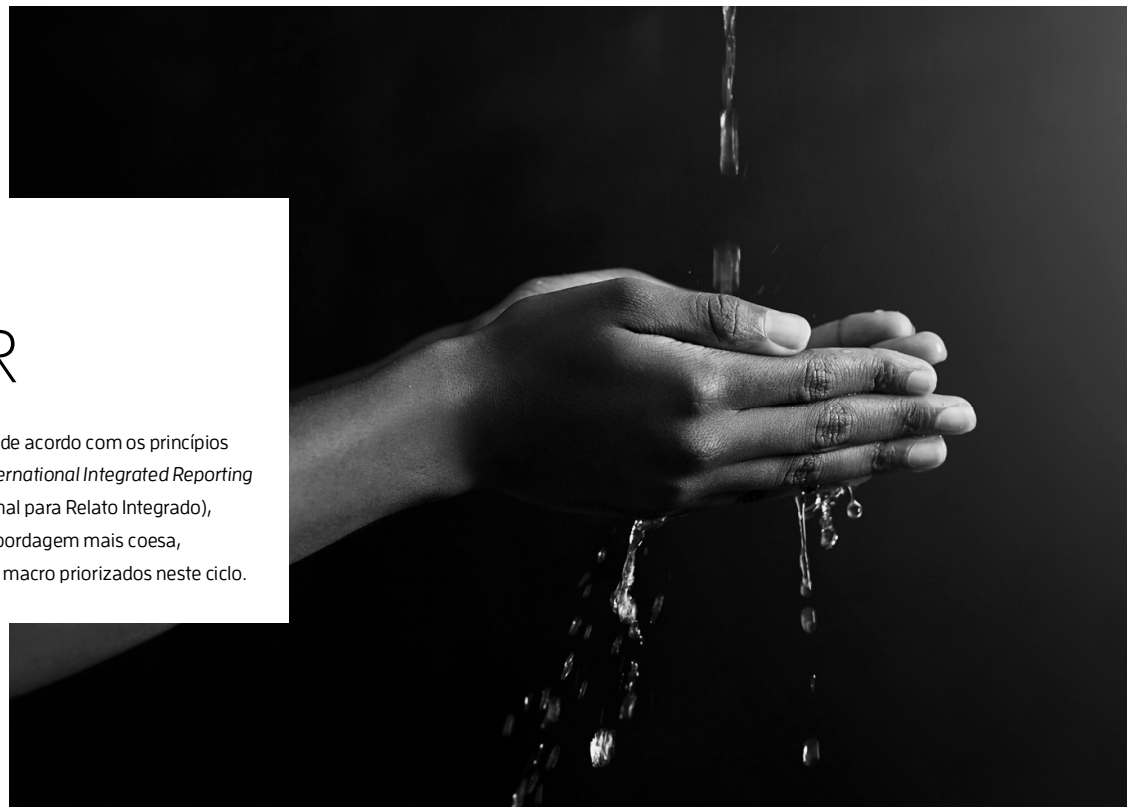 R
de acordo com os princípios
ernational Integrated Reporting
nal para Relato Integrado),
bordagem mais coesa,
macro priorizados neste ciclo.